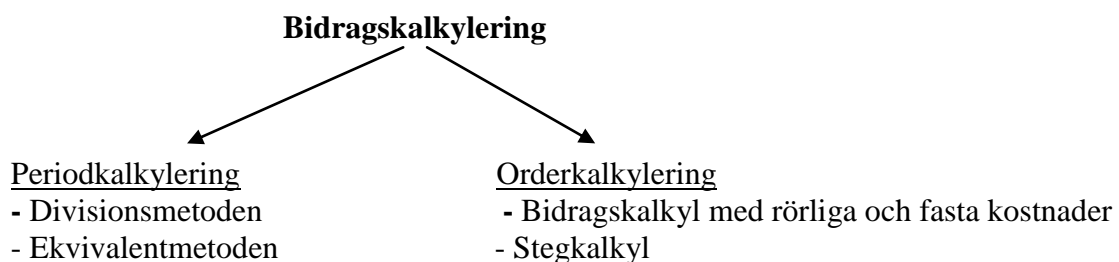 Bidragskalkylering
Periodkalkylering
- Divisionsmetoden
- Ekvivalentmetoden
Orderkalkylering
- Bidragskalkyl med rörliga och fasta kostnader
- Stegkalkyl